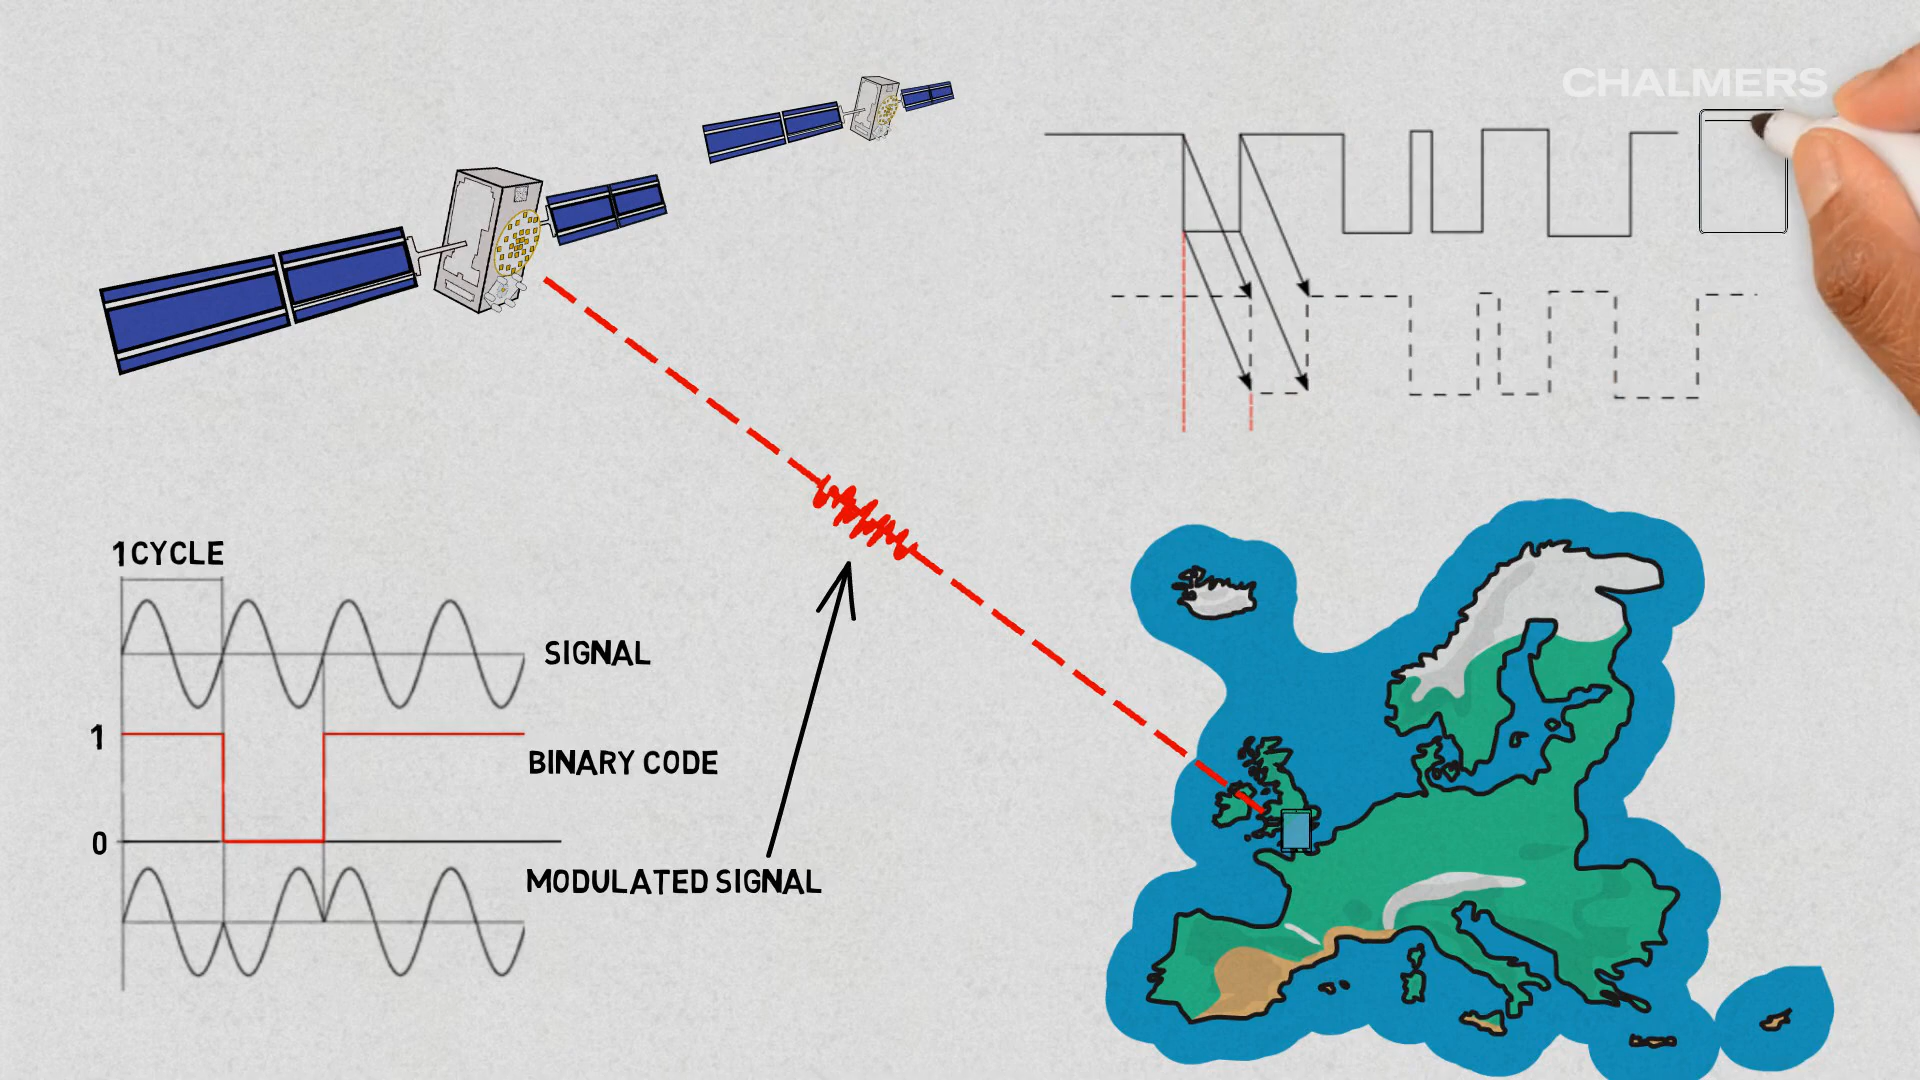 CHALMERS
1 CYCLE
SIGNAL
1
BINARY CODE
0
MODULATED SIGNAL